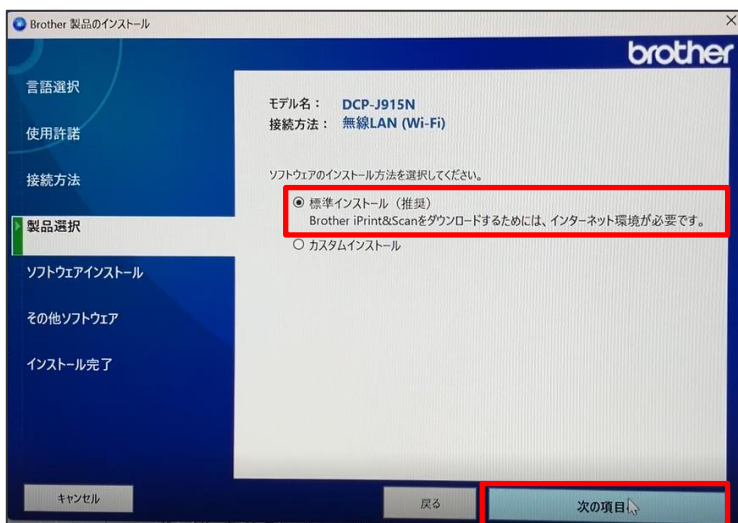 Brother 製品のインストール
brother
言語選択
使用許諾
接続方法
製品選択
ソフトウェアインストール
その他ソフトウェア
インストール完了
モデル名： DCP-J915N
接続方法： 無線LAN (Wi-Fi)
ソフトウェアのインストール方法を選択してください。
標準インストール（推奨）
Brother iPrint&Scanをダウンロードするためには、インターネット環境が必要です。
カスタムインストール
キャンセル
戻る
次の項目